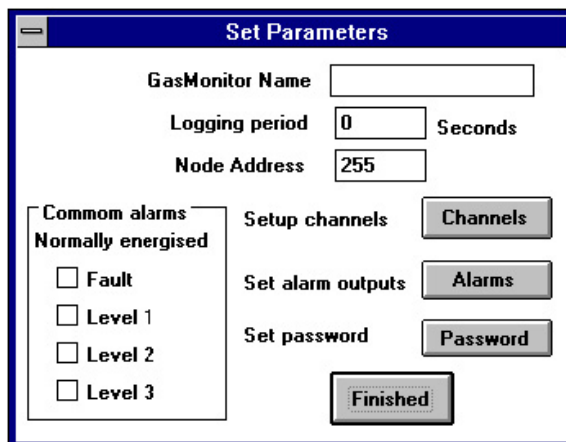 Set Parameters
GasMonitor Name
Logging period 0 Seconds
Node Address 255
Commom alarms
Normally energised
Fault
Level 1
Level 2
Level 3
Setup channels Channels
Set alarm outputs Alarms
Set password Password
Finished